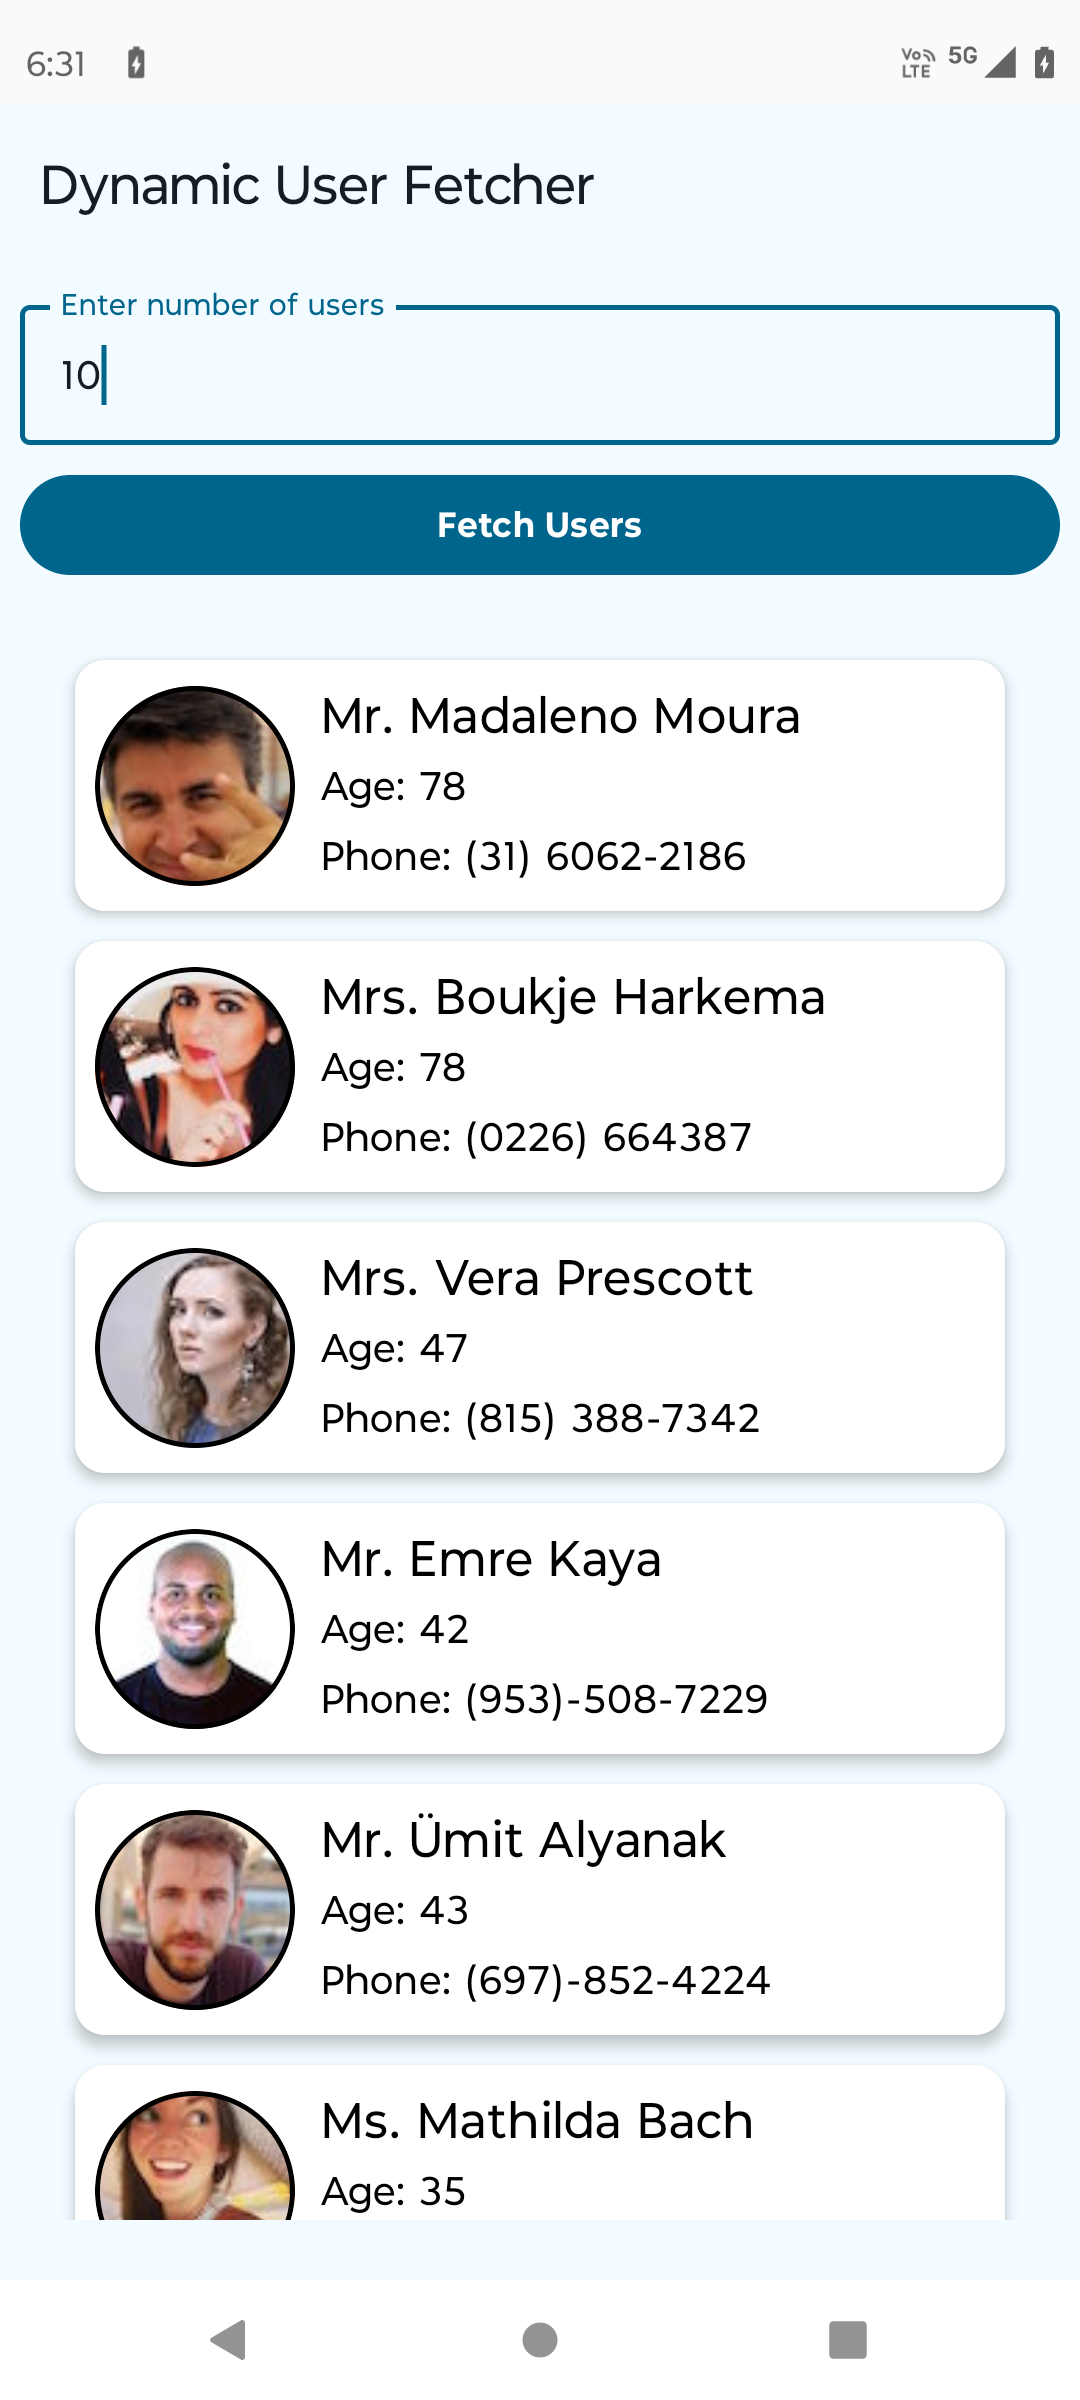 6:31
Vo LTE 5G
Dynamic User Fetcher
Enter number of users
10
Fetch Users
Mr. Madaleno Moura
Age: 78
Phone: (31) 6062-2186
Mrs. Boukje Harkema
Age: 78
Phone: (0226) 664387
Mrs. Vera Prescott
Age: 47
Phone: (815) 388-7342
Mr. Emre Kaya
Age: 42
Phone: (953)-508-7229
Mr. Ümit Alyanak
Age: 43
Phone: (697)-852-4224
Ms. Mathilda Bach
Age: 35